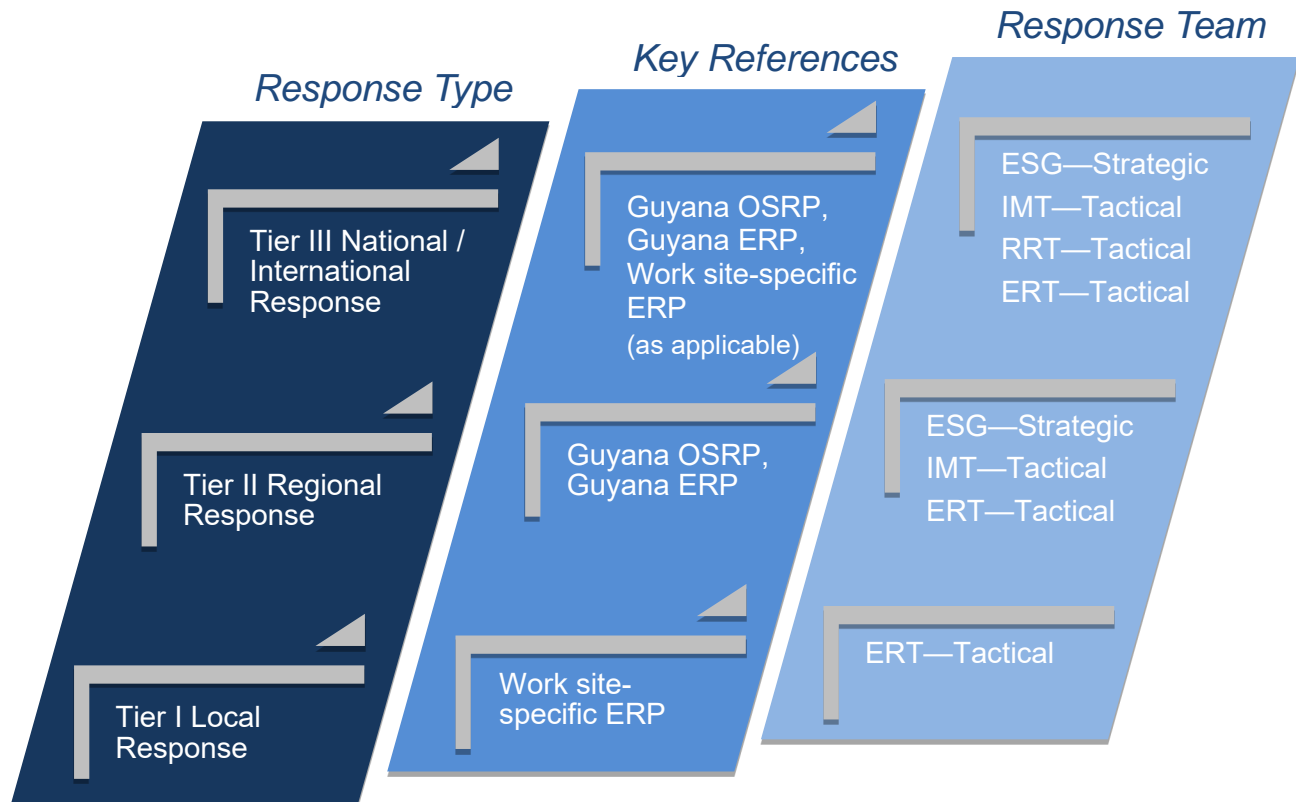 Response Type
Tier III National /
International
Response
Tier II Regional
Response
Tier I Local
Response
Key References
Guyana OSRP,
Guyana ERP,
Work site-specific
ERP
(as applicable)
Guyana OSRP,
Guyana ERP
Work site-
specific ERP
Response Team
ESG—Strategic
IMT—Tactical
RRT—Tactical
ERT—Tactical
ESG—Strategic
IMT—Tactical
ERT—Tactical
ERT—Tactical